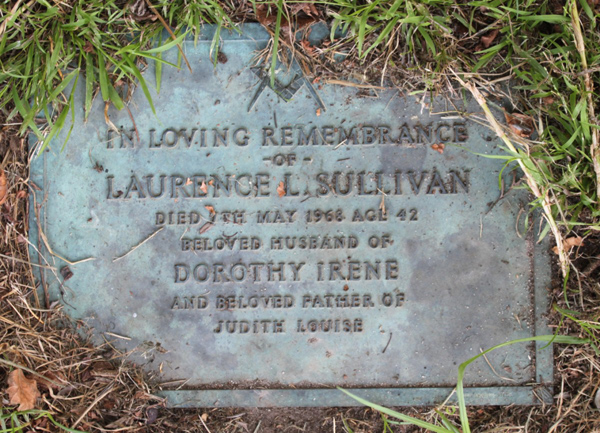 IN LOVING REMEMBRANCE
-OF-
LAURENCE L. SULLIVAN
DIED 7TH MAY 1968 AGE 42
BELOVED HUSBAND OF
DOROTHY IRENE
AND BELOVED FATHER OF
JUDITH LOUISE